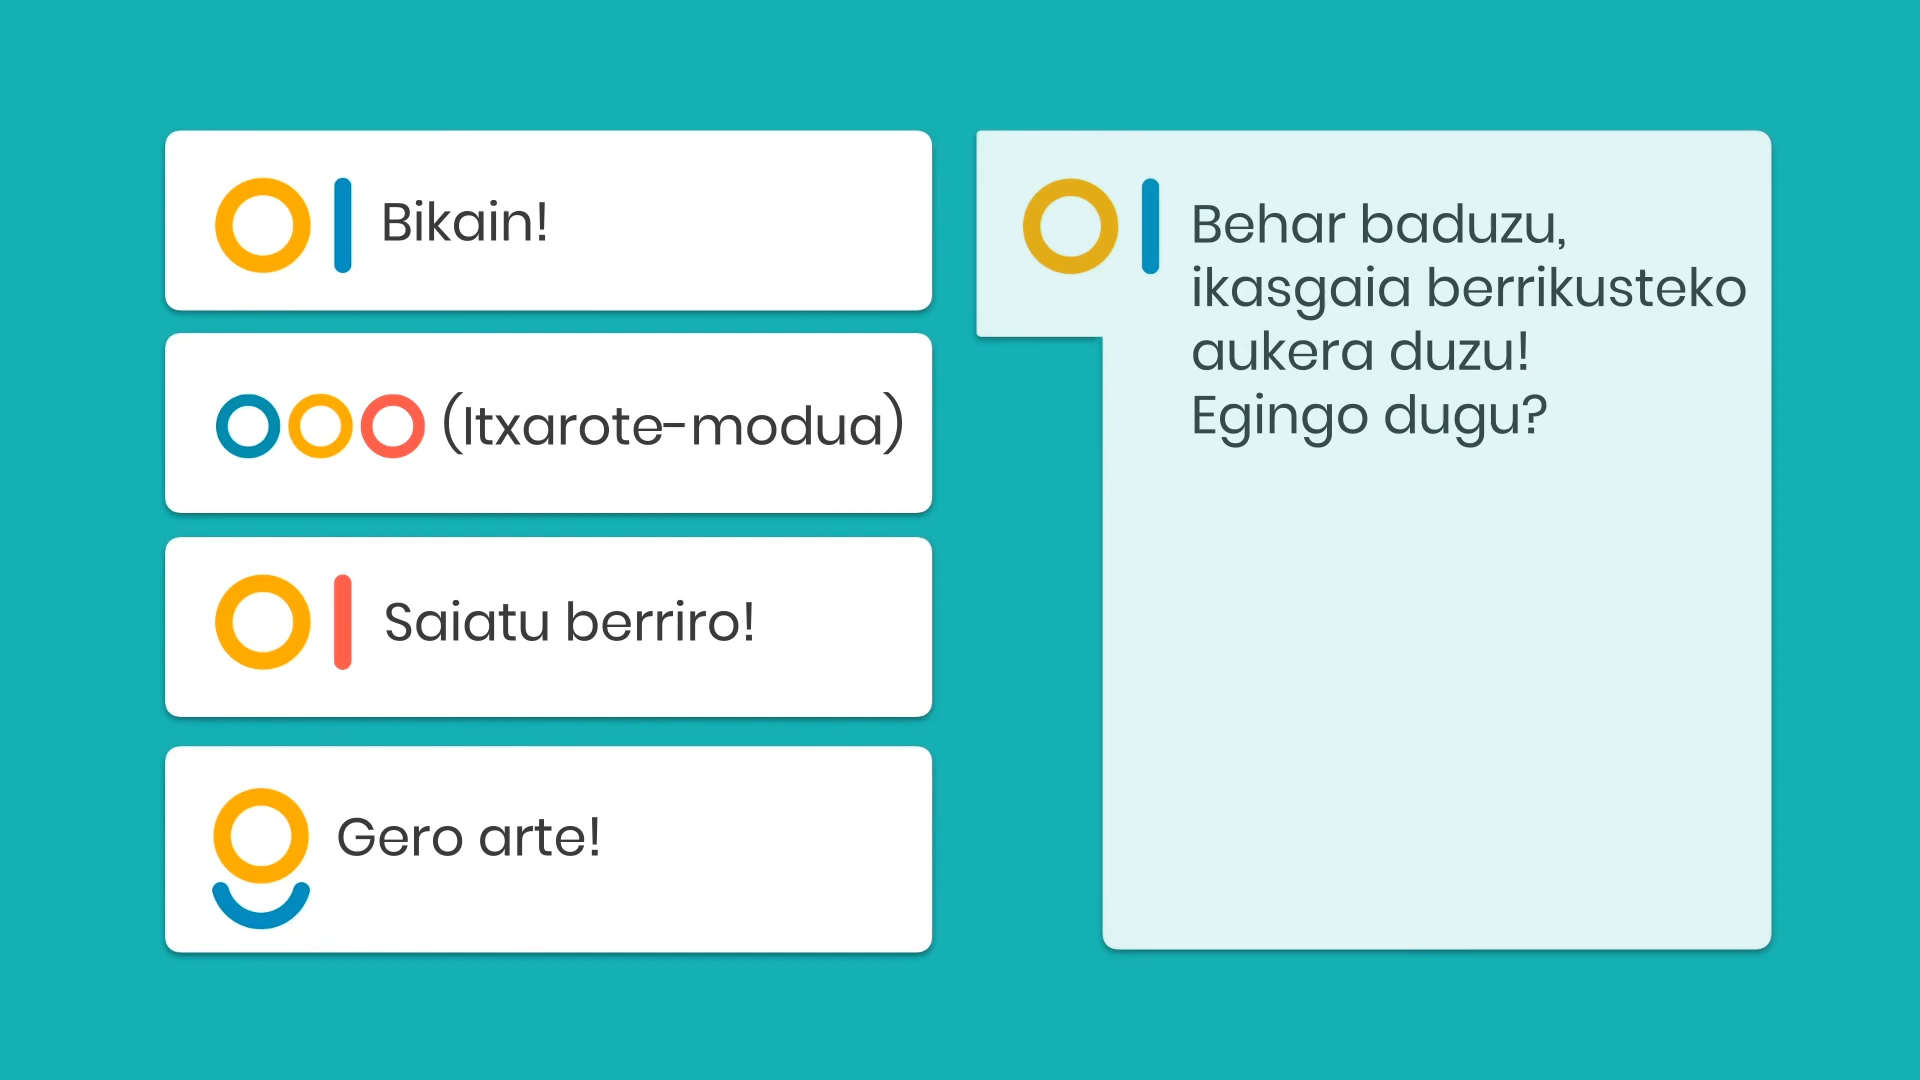 Bikain!
(Itxarote-modua)
Saiatu berriro!
Gero arte!
Behar baduzu,
ikasgaia berrikusteko
aukera duzu!
Egingo dugu?